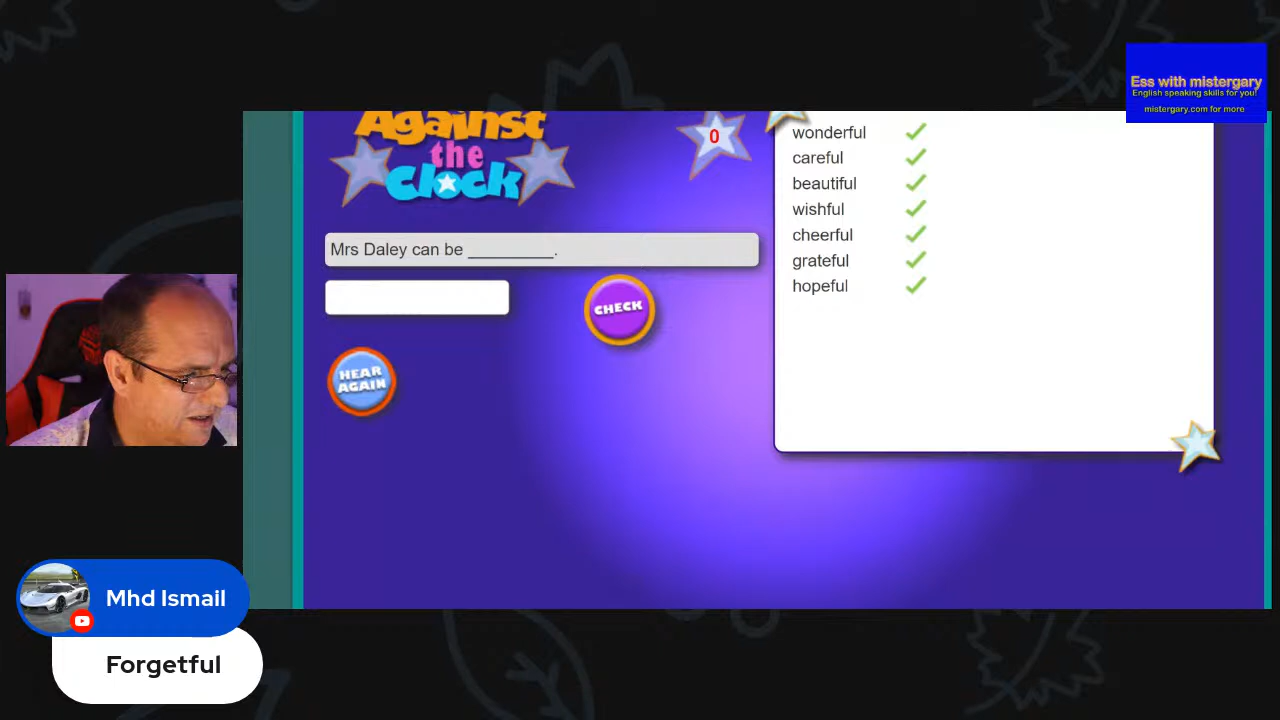 Ess with mistergary
English speaking skills for you!
mistergary.com for more
Against
the
Clock
0
Mrs Daley can be _________.
CHECK
HEAR
AGAIN
wonderful
careful
beautiful
wishful
cheerful
grateful
hopeful
Mhd Ismail
Forgetful